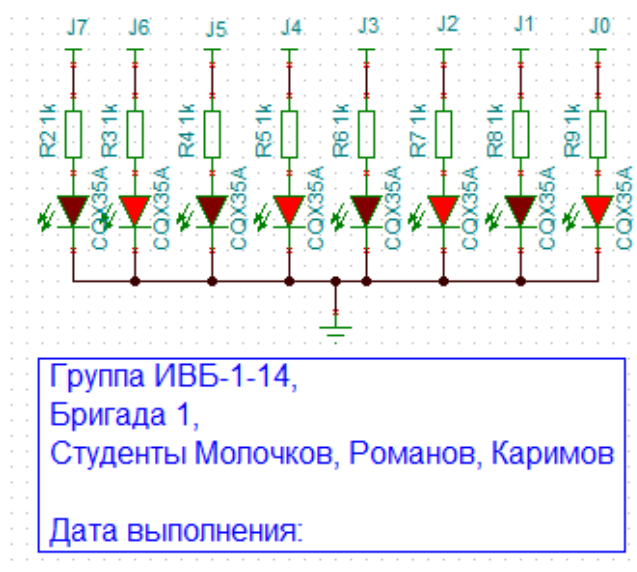 J7 J6 J5 J4 J3 J2 J1 J0
R2 1k R3 1k R4 1k R5 1k R6 1k R7 1k R8 1k R9 1k
CQX35A CQX35A CQX35A CQX35A CQX35A CQX35A CQX35A CQX35A
Группа ИВБ-1-14,
Бригада 1,
Студенты Молочков, Романов, Каримов
Дата выполнения: